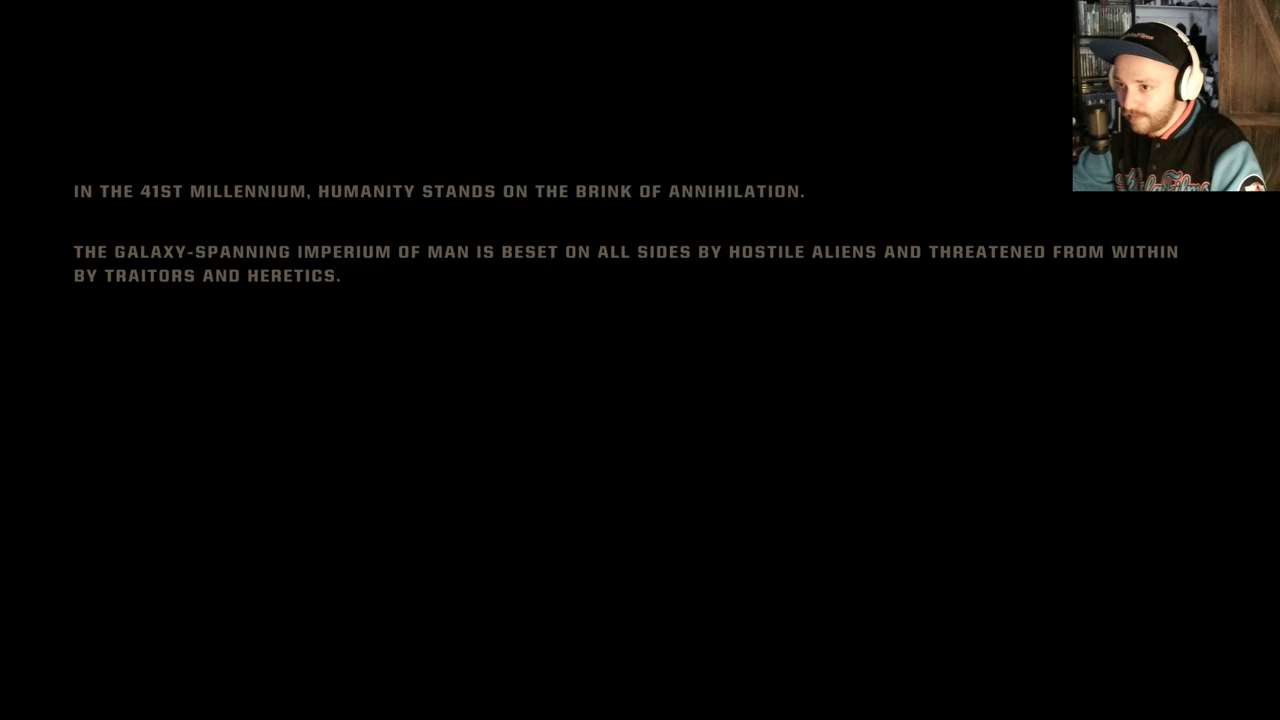 IN THE 41ST MILLENNIUM, HUMANITY STANDS ON THE BRINK OF ANNIHILATION.
THE GALAXY-SPANNING IMPERIUM OF MAN IS BESET ON ALL SIDES BY HOSTILE ALIENS AND THREATENED FROM WITHIN
BY TRAITORS AND HERETICS.